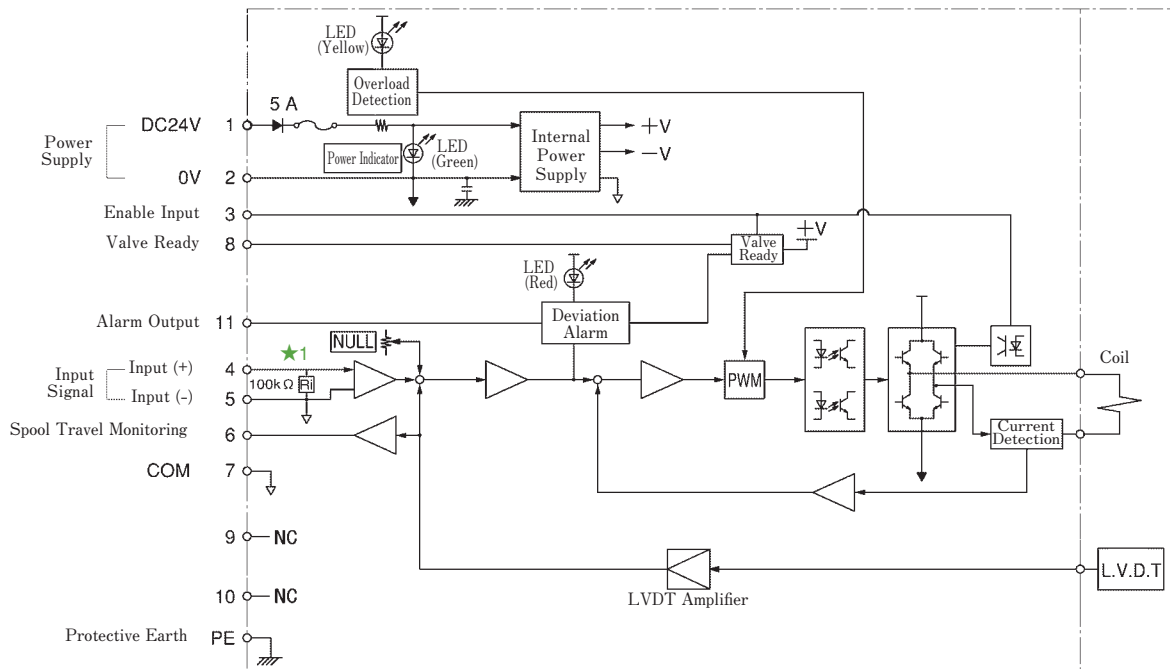 LED
(Yellow)
Overload
Detection
5 A
Power
Supply
DC24V 1
0V 2
Power Indicator
LED
(Green)
Internal
Power
Supply
+V
−V
Enable Input 3
Valve Ready 8
Valve
Ready
+V
LED
(Red)
Alarm Output 11
Deviation
Alarm
NULL
★1
Input
Signal
Input (+) 4
100kΩ Ri
Input (-) 5
PWM
Coil
Current
Detection
Spool Travel Monitoring 6
COM 7
9 NC
10 NC
LVDT Amplifier
L.V.D.T
Protective Earth PE